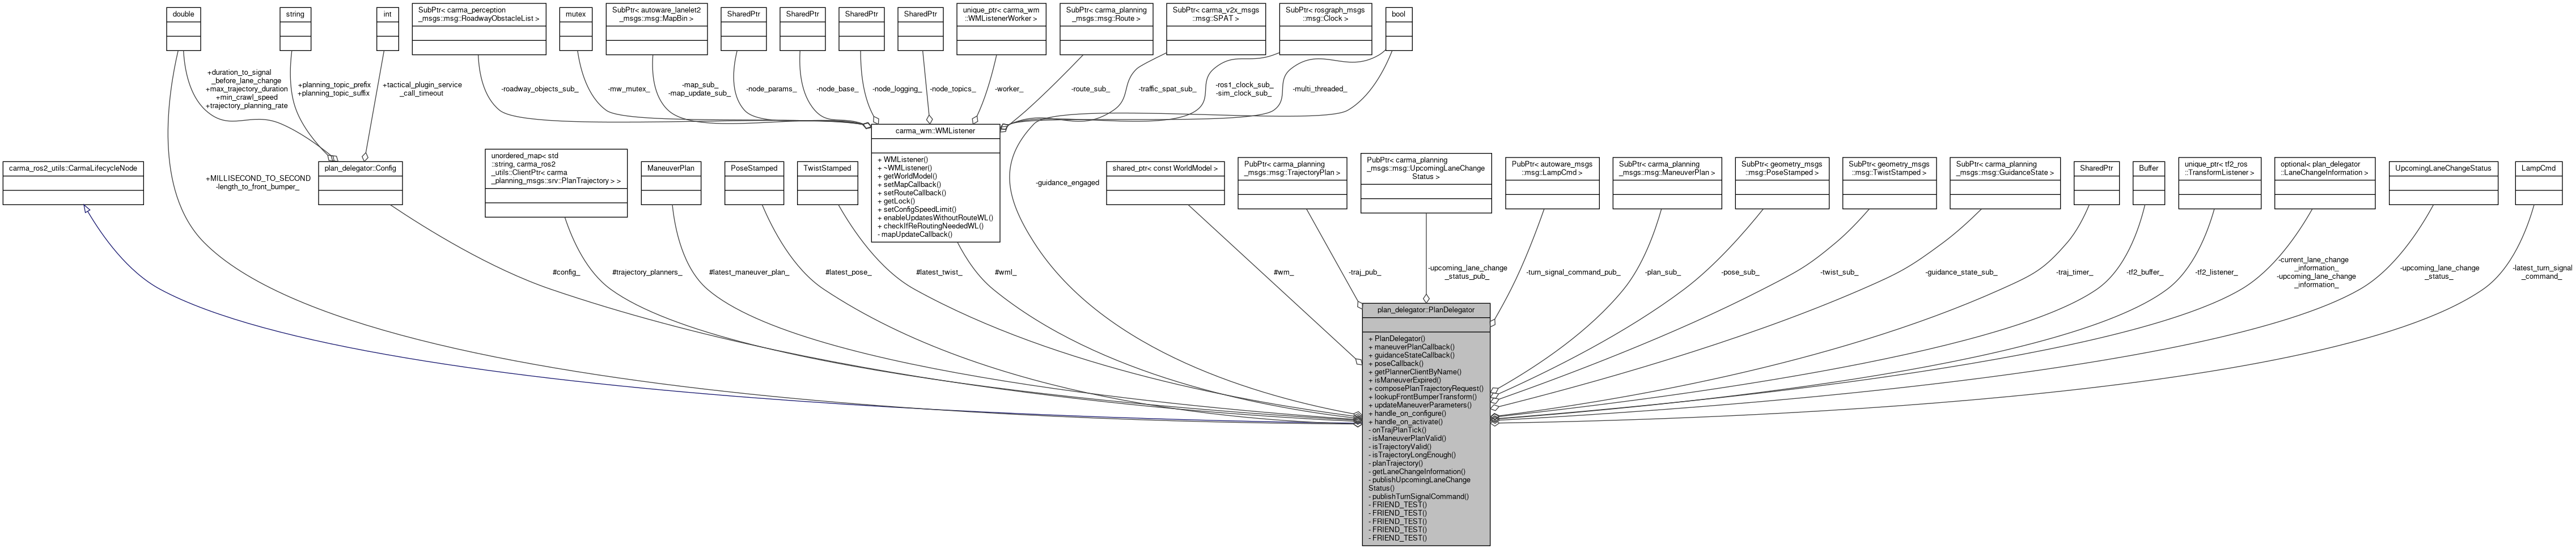 double
string
int
SubPtr< carma_perception
_msgs::msg::RoadwayObstacleList >
mutex
SubPtr< autoware_lanelet2
_msgs::msg::MapBin >
SharedPtr
SharedPtr
SharedPtr
SharedPtr
unique_ptr< carma_wm
::WMListenerWorker >
SubPtr< carma_planning
_msgs::msg::Route >
SubPtr< carma_v2x_msgs
::msg::SPAT >
SubPtr< rosgraph_msgs
::msg::Clock >
bool
+duration_to_signal
_before_lane_change
+max_trajectory_duration
+min_crawl_speed
+trajectory_planning_rate
+planning_topic_prefix
+planning_topic_suffix
+tactical_plugin_service
_call_timeout
-roadway_objects_sub_
-mw_mutex_
-map_sub_
-map_update_sub_
-node_params_
-node_base_
-node_logging_
-node_topics_
-worker_
-route_sub_
-traffic_spat_sub_
-ros1_clock_sub_
-sim_clock_sub_
-multi_threaded_
carma_ros2_utils::CarmaLifecycleNode
+MILLISECOND_TO_SECOND
-length_to_front_bumper_
plan_delegator::Config
unordered_map< std
::string, carma_ros2
_utils::ClientPtr< carma
_planning_msgs::srv::PlanTrajectory > >
ManeuverPlan
PoseStamped
TwistStamped
carma_wm::WMListener
+ WMListener()
+ ~WMListener()
+ getWorldModel()
+ setMapCallback()
+ setRouteCallback()
+ getLock()
+ setConfigSpeedLimit()
+ enableUpdatesWithoutRouteWL()
+ checkIfReRoutingNeededWL()
- mapUpdateCallback()
-guidance_engaged
shared_ptr< const WorldModel >
PubPtr< carma_planning
_msgs::msg::TrajectoryPlan >
PubPtr< carma_planning
_msgs::msg::UpcomingLaneChange
Status >
PubPtr< autoware_msgs
::msg::LampCmd >
SubPtr< carma_planning
_msgs::msg::ManeuverPlan >
SubPtr< geometry_msgs
::msg::PoseStamped >
SubPtr< geometry_msgs
::msg::TwistStamped >
SubPtr< carma_planning
_msgs::msg::GuidanceState >
SharedPtr
Buffer
unique_ptr< tf2_ros
::TransformListener >
optional< plan_delegator
::LaneChangeInformation >
UpcomingLaneChangeStatus
LampCmd
#config_
#trajectory_planners_
#latest_maneuver_plan_
#latest_pose_
#latest_twist_
#wml_
#wm_
-traj_pub_
-upcoming_lane_change
_status_pub_
-turn_signal_command_pub_
-plan_sub_
-pose_sub_
-twist_sub_
-guidance_state_sub_
-traj_timer_
-tf2_buffer_
-tf2_listener_
-current_lane_change
_information_
-upcoming_lane_change
_information_
-upcoming_lane_change
_status_
-latest_turn_signal
_command_
plan_delegator::PlanDelegator
+ PlanDelegator()
+ maneuverPlanCallback()
+ guidanceStateCallback()
+ poseCallback()
+ getPlannerClientByName()
+ isManeuverExpired()
+ composePlanTrajectoryRequest()
+ lookupFrontBumperTransform()
+ updateManeuverParameters()
+ handle_on_configure()
+ handle_on_activate()
- onTrajPlanTick()
- isManeuverPlanValid()
- isTrajectoryValid()
- isTrajectoryLongEnough()
- planTrajectory()
- getLaneChangeInformation()
- publishUpcomingLaneChange
Status()
- publishTurnSignalCommand()
- FRIEND_TEST()
- FRIEND_TEST()
- FRIEND_TEST()
- FRIEND_TEST()
- FRIEND_TEST()